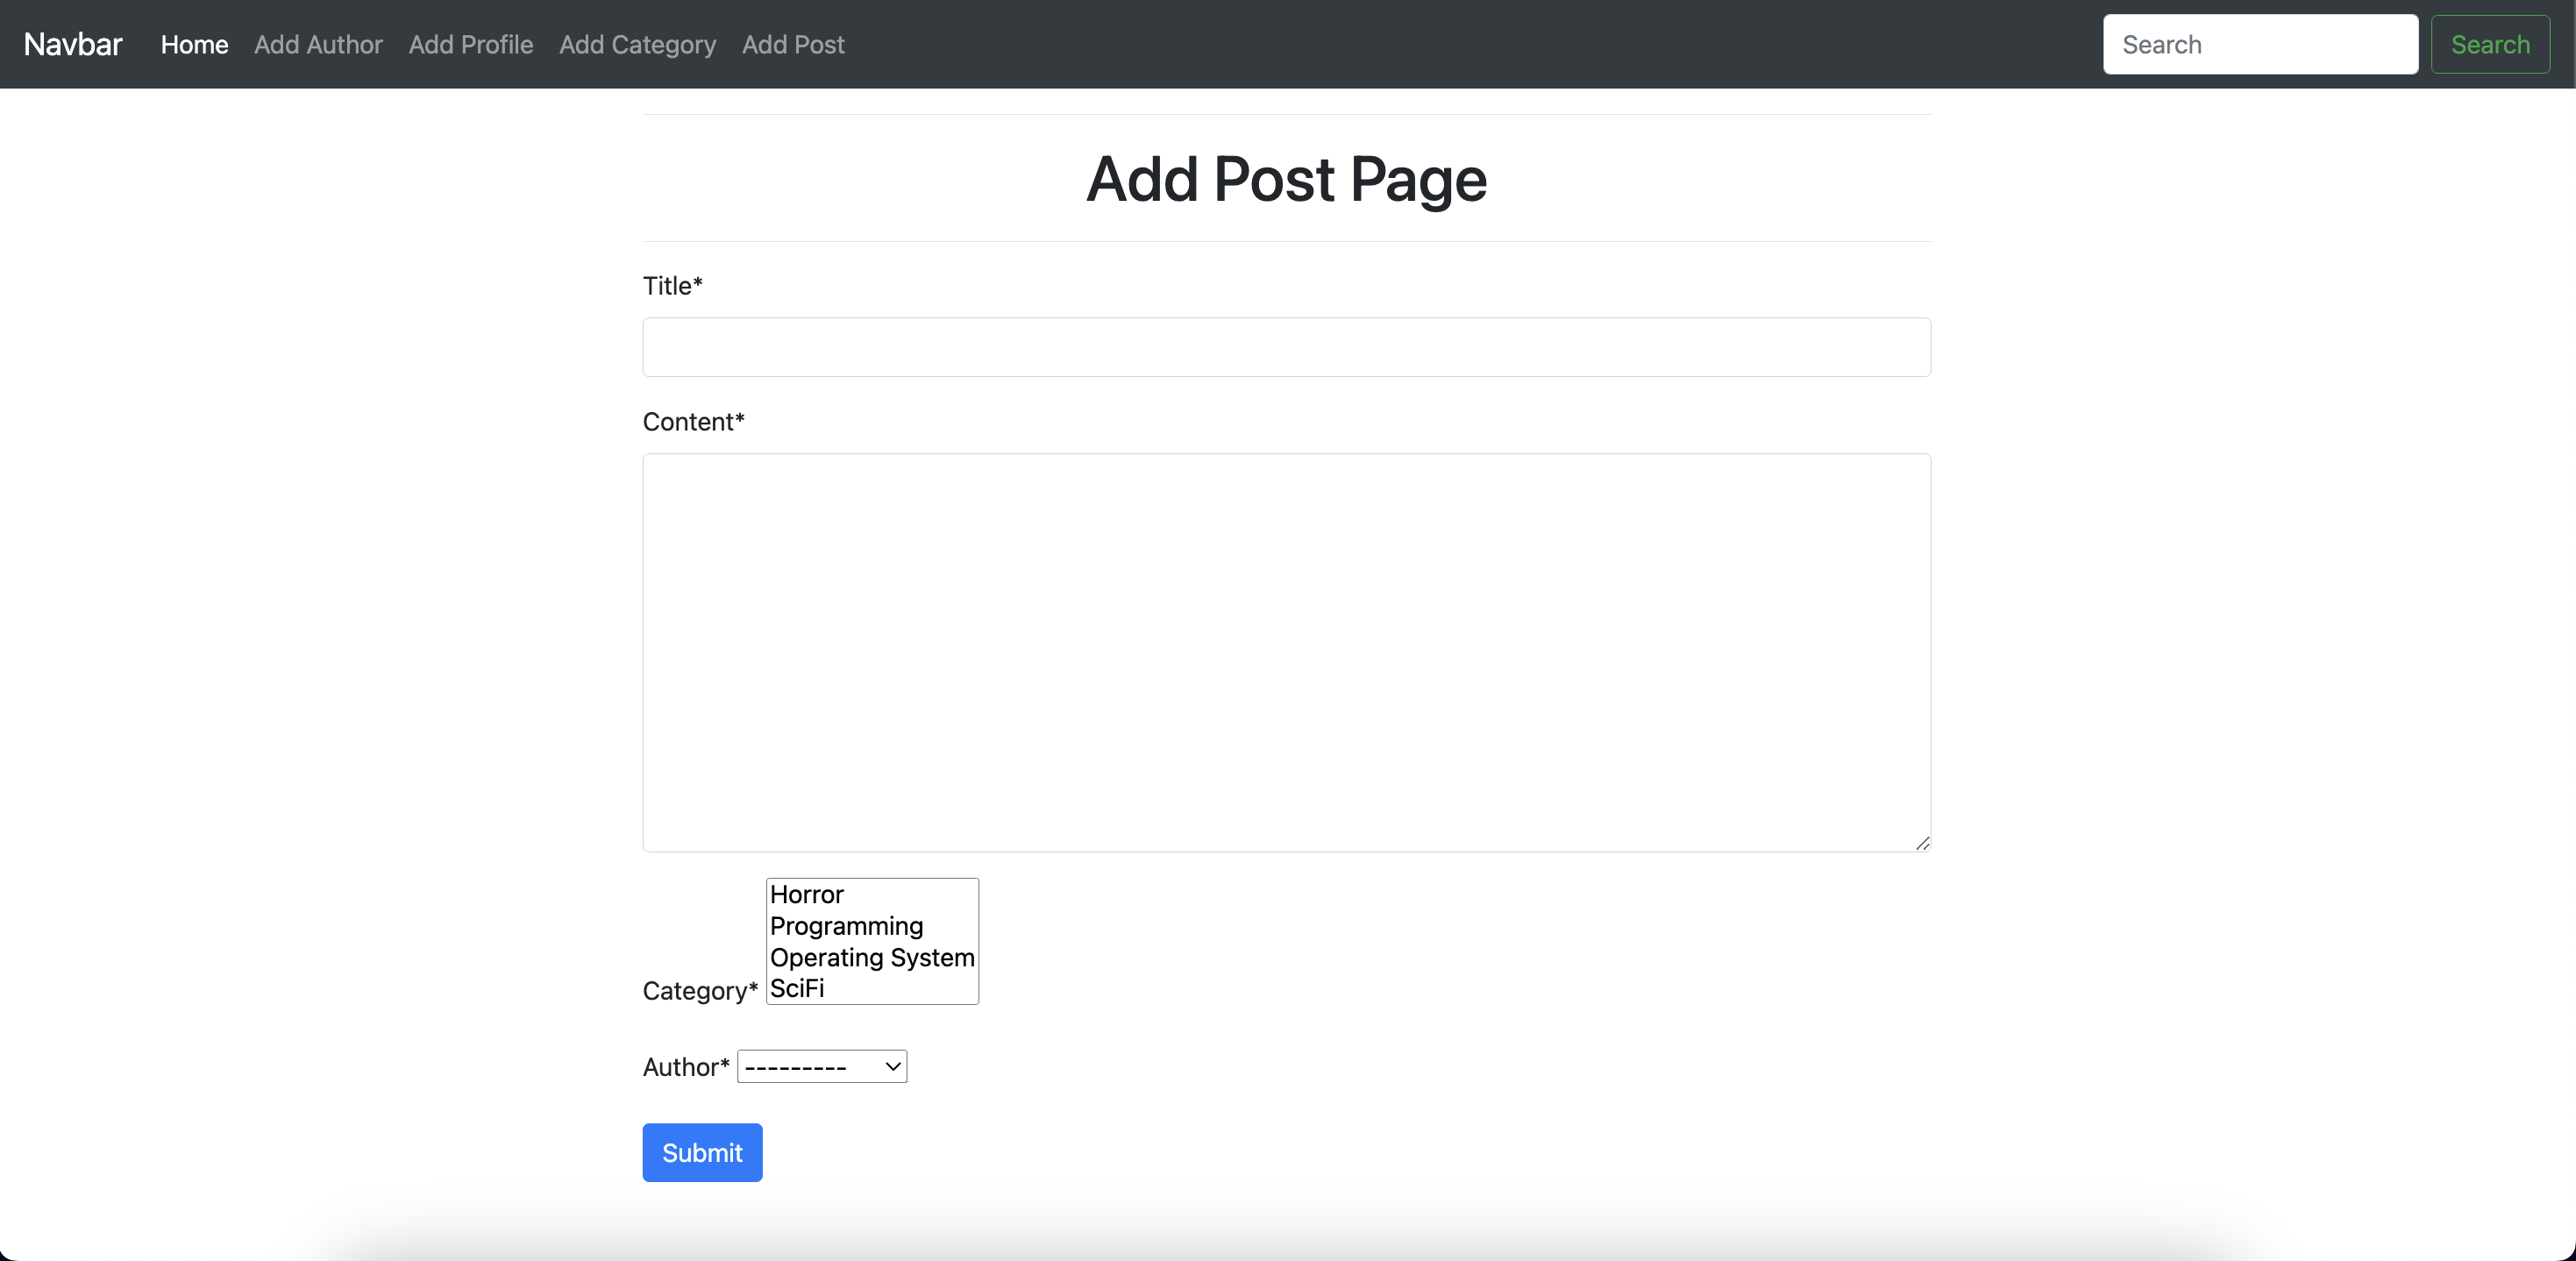 Navbar Home Add Author Add Profile Add Category Add Post Search Search
Add Post Page
Title*
Content*
Horror
Programming
Operating System
SciFi
Category*
Author* ---------
Submit